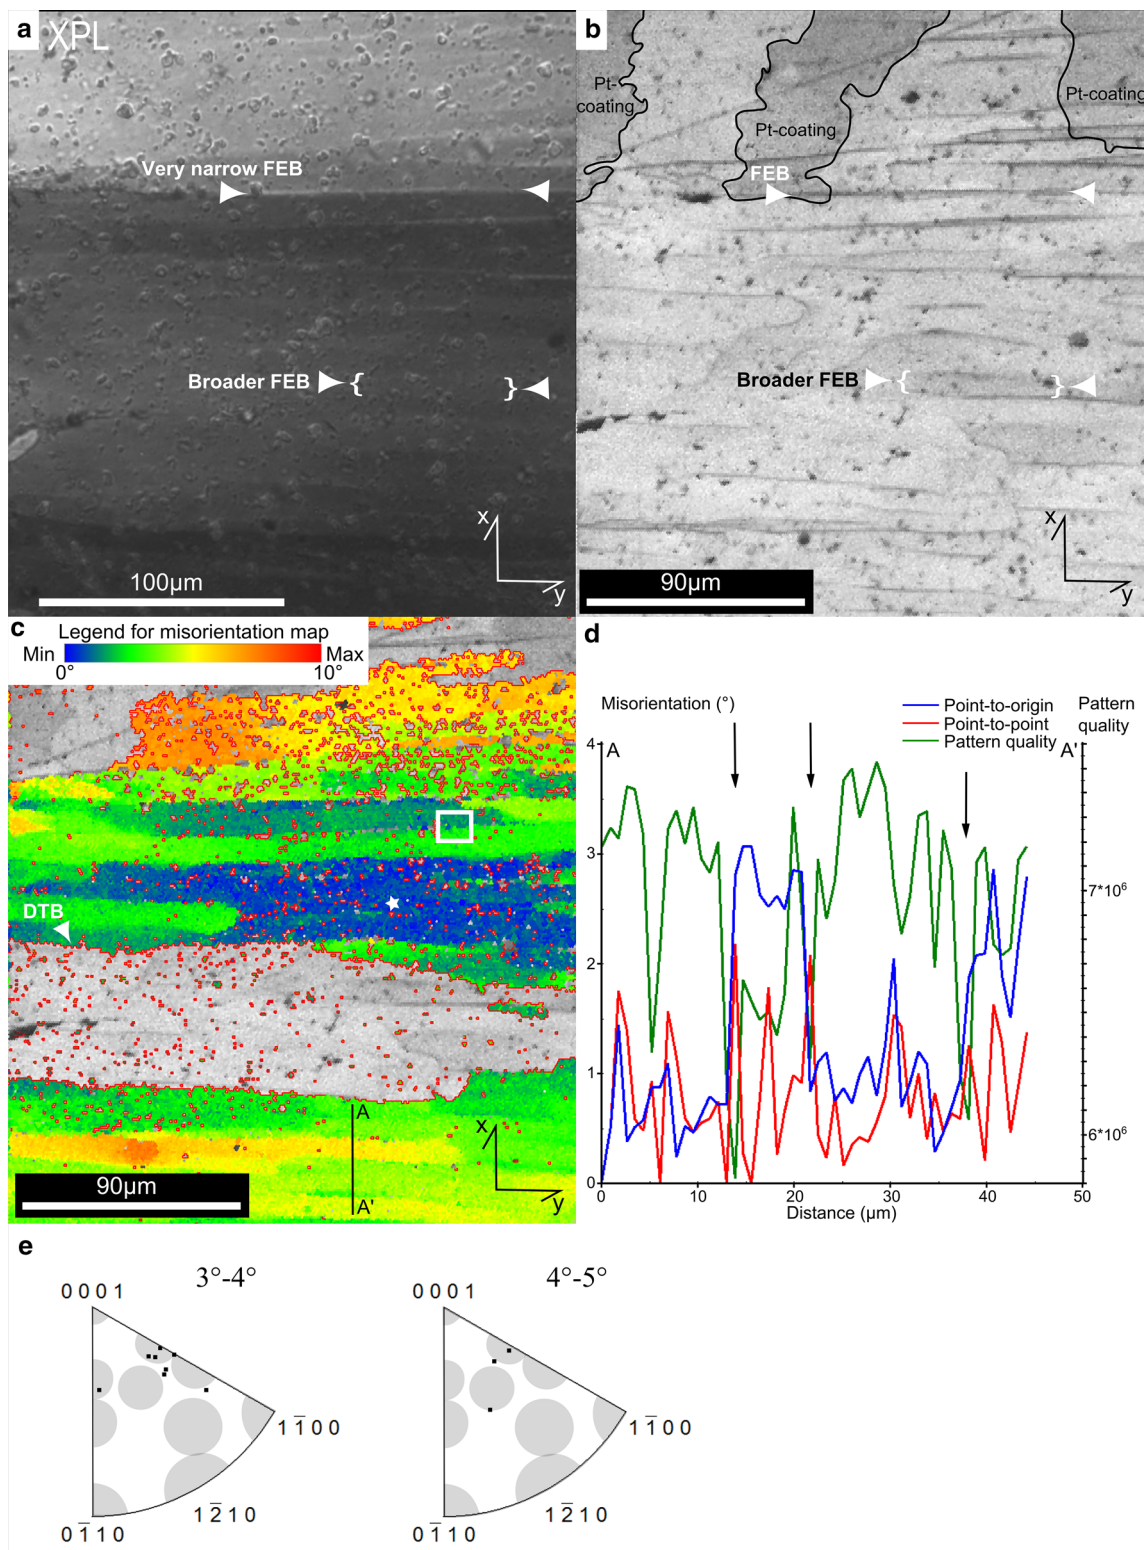 a
XPL
Very narrow FEB
Broader FEB { }
x
y
100µm
b
Pt-
coating
Pt-coating
Pt-coating
FEB
Broader FEB { }
x
y
90µm
c
Legend for misorientation map
Min Max
0° 10°
DTB
A
A'
x
y
90µm
d
Misorientation (°)
Point-to-origin
Point-to-point
Pattern quality
Pattern
quality
A
A'
4
3
2
1
0
7*10⁶
6*10⁶
0 10 20 30 40 50
Distance (µm)
e
3°-4°
0 0 0 1
1 1̅ 0 0
1 2̅ 1 0
0 1̅ 1 0
4°-5°
0 0 0 1
1 1̅ 0 0
1 2̅ 1 0
0 1̅ 1 0